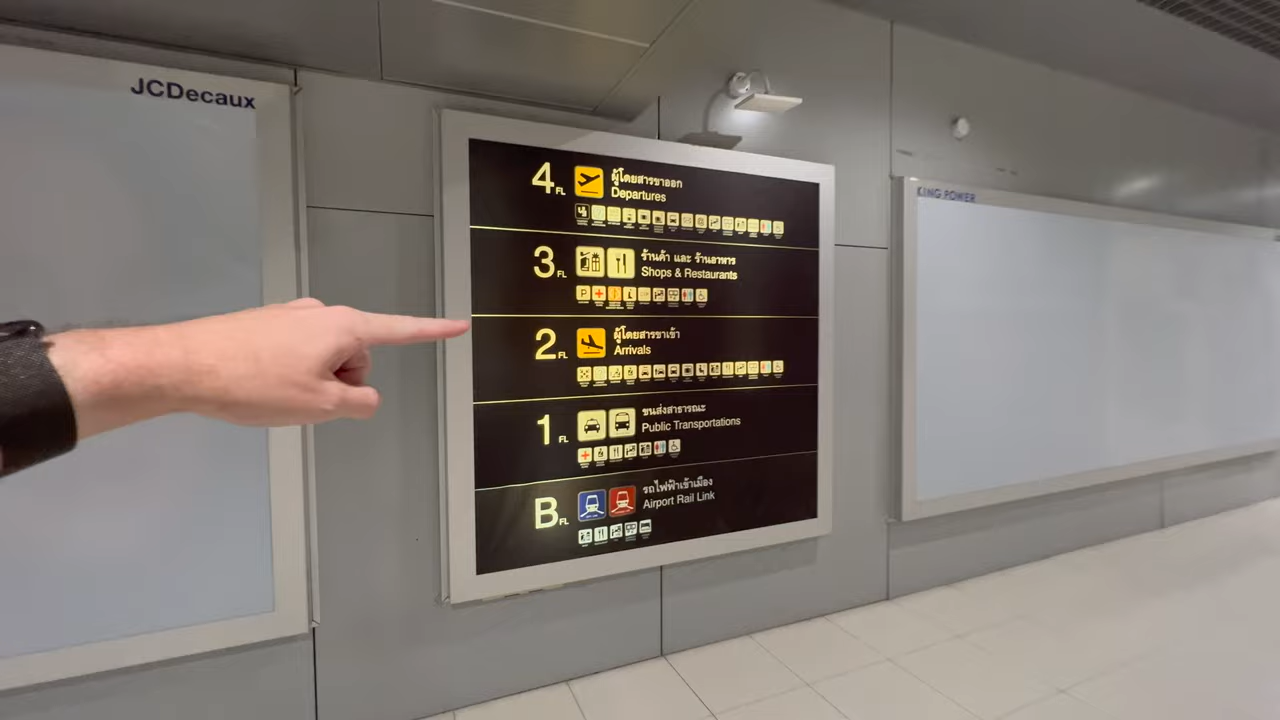 JCDecaux
4FL
ผู้โดยสารขาออก
Departures
3FL
ร้านค้า และ ร้านอาหาร
Shops & Restaurants
2FL
ผู้โดยสารขาเข้า
Arrivals
1FL
ขนส่งสาธารณะ
Public Transportations
BFL
รถไฟฟ้าเข้าเมือง
Airport Rail Link
KING POWER